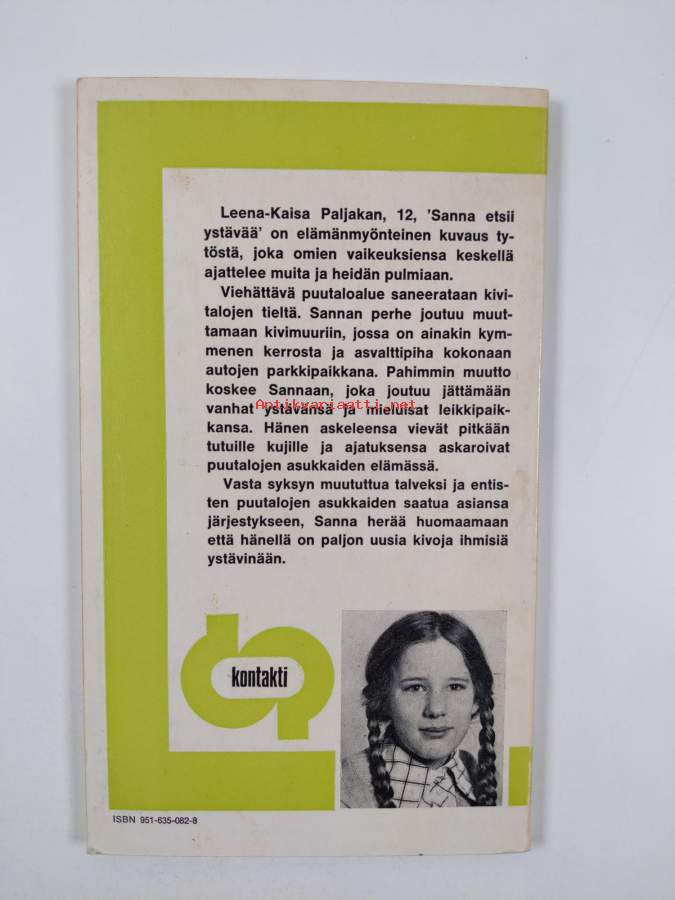 Leena-Kaisa Paljakan, 12, 'Sanna etsii
ystävää' on elämänmyönteinen kuvaus ty-
töstä, joka omien vaikeuksiensa keskellä
ajattelee muita ja heidän pulmiaan.
Viehättävä puutaloalue saneerataan kivi-
talojen tieltä. Sannan perhe joutuu muut-
tamaan kivimuuriin, jossa on ainakin kym-
menen kerrosta ja asvalttipiha kokonaan
autojen parkkipaikkana. Pahimmin muutto
koskee Sannaan, joka joutuu jättämään
vanhat ystävänsä ja mieluisat leikkipaik-
Antikvariaatti.net
kansa. Hänen askeleensa vievät pitkään
tutuille kujille ja ajatuksensa askaroivat
puutalojen asukkaiden elämässä.
Vasta syksyn muututtua talveksi ja entis-
ten puutalojen asukkaiden saatua asiansa
järjestykseen, Sanna herää huomaamaan
että hänellä on paljon uusia kivoja ihmisiä
ystävinään.
kontakti
ISBN 951-635-082-8